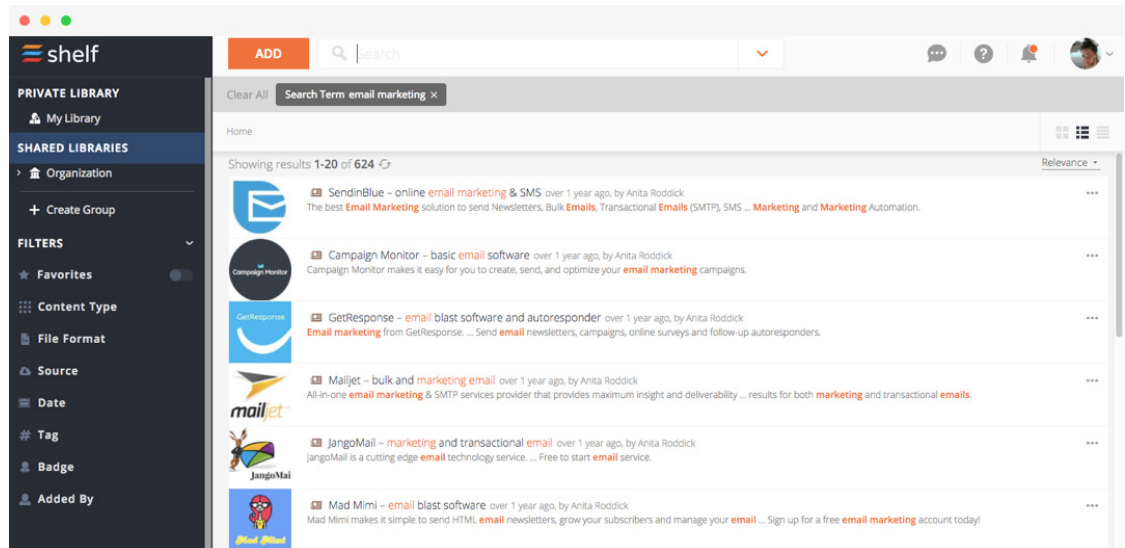 shelf
ADD
Search
PRIVATE LIBRARY
My Library
SHARED LIBRARIES
Organization
+ Create Group
FILTERS
Favorites
Content Type
File Format
Source
Date
# Tag
Badge
Added By
Clear All Search Term email marketing ×
Home
Showing results 1-20 of 624
Relevance
SendinBlue – online email marketing & SMS over 1 year ago, by Anita Roddick
The best Email Marketing solution to send Newsletters, Bulk Emails, Transactional Emails (SMTP), SMS ... Marketing and Marketing Automation.
Campaign Monitor
Campaign Monitor – basic email software over 1 year ago, by Anita Roddick
Campaign Monitor makes it easy for you to create, send, and optimize your email marketing campaigns.
GetResponse
GetResponse – email blast software and autoresponder over 1 year ago, by Anita Roddick
Email marketing from GetResponse. ... Send email newsletters, campaigns, online surveys and follow-up autoresponders.
mailjet
Mailjet – bulk and marketing email over 1 year ago, by Anita Roddick
All-in-one email marketing & SMTP services provider that provides maximum insight and deliverability ... results for both marketing and transactional emails.
JangoMai
JangoMail – marketing and transactional email over 1 year ago, by Anita Roddick
JangoMail is a cutting edge email technology service. ... Free to start email service.
Mad Mimi
Mad Mimi – email blast software over 1 year ago, by Anita Roddick
Mad Mimi makes it simple to send HTML email newsletters, grow your subscribers and manage your email ... Sign up for a free email marketing account today!